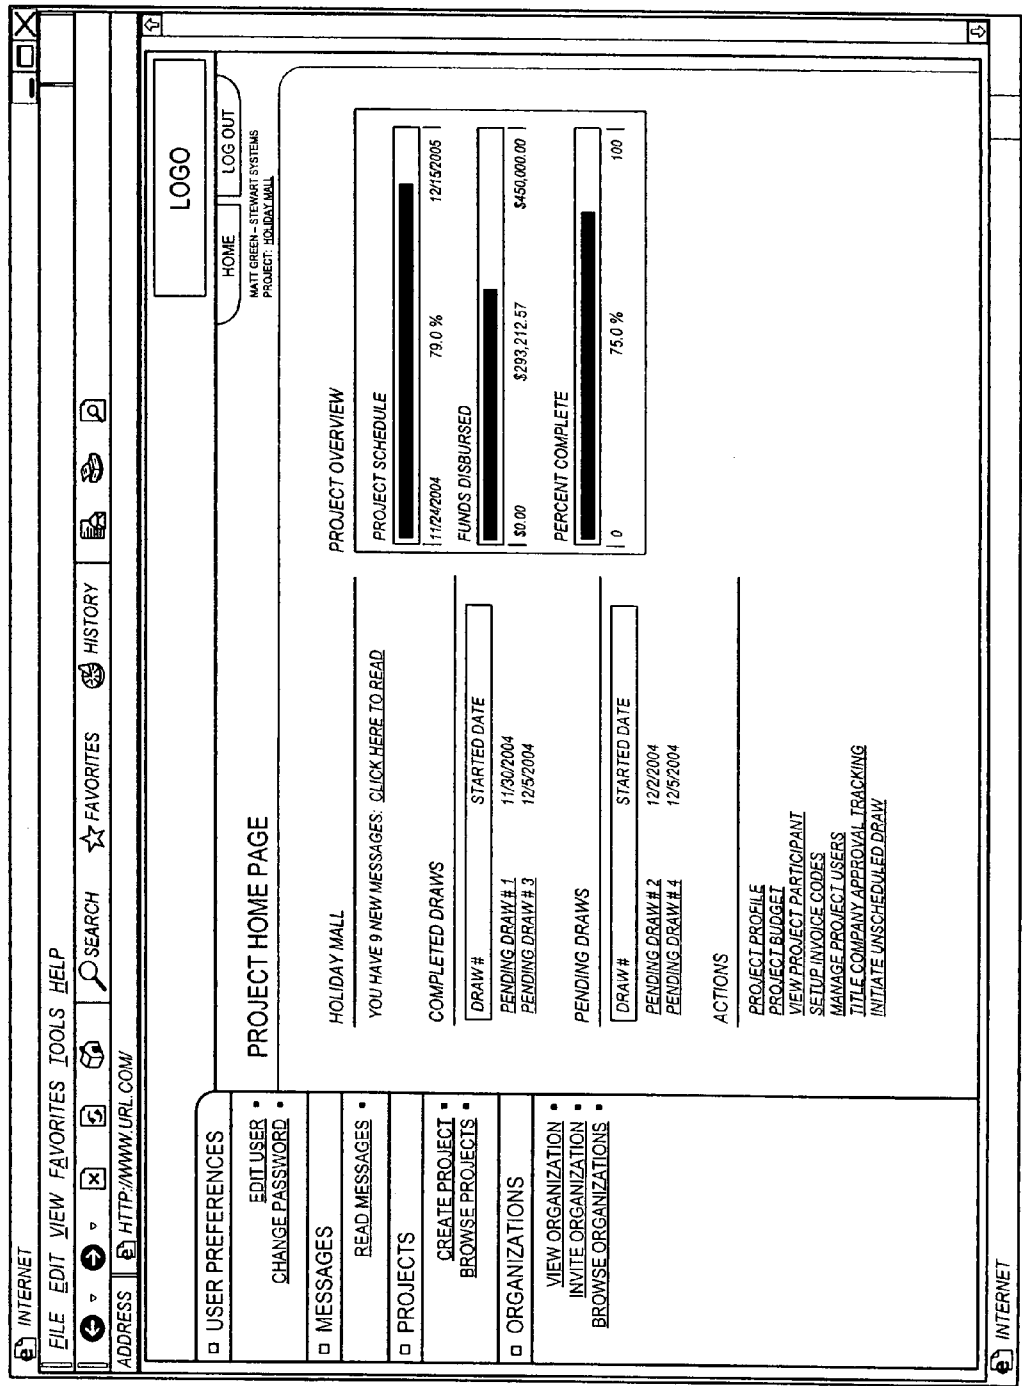 INTERNET
FILE EDIT VIEW FAVORITES TOOLS HELP
SEARCH FAVORITES HISTORY
ADDRESS HTTP://WWW.URL.COM/
LOGO
HOME LOG OUT
MATT GREEN – STEWART SYSTEMS
PROJECT: HOLIDAY MALL
USER PREFERENCES
EDIT USER
CHANGE PASSWORD
MESSAGES
READ MESSAGES
PROJECTS
CREATE PROJECT
BROWSE PROJECTS
ORGANIZATIONS
VIEW ORGANIZATION
INVITE ORGANIZATION
BROWSE ORGANIZATIONS
PROJECT HOME PAGE
HOLIDAY MALL
YOU HAVE 9 NEW MESSAGES: CLICK HERE TO READ
COMPLETED DRAWS
DRAW # STARTED DATE
PENDING DRAW # 1 11/30/2004
PENDING DRAW # 3 12/5/2004
PENDING DRAWS
DRAW # STARTED DATE
PENDING DRAW # 2 12/2/2004
PENDING DRAW # 4 12/5/2004
ACTIONS
PROJECT PROFILE
PROJECT BUDGET
VIEW PROJECT PARTICIPANT
SETUP INVOICE CODES
MANAGE PROJECT USERS
TITLE COMPANY APPROVAL TRACKING
INITIATE UNSCHEDULED DRAW
PROJECT OVERVIEW
PROJECT SCHEDULE
11/24/2004 79.0 % 12/15/2005
FUNDS DISBURSED
$0.00 $293,212.57 $450,000.00
PERCENT COMPLETE
0 75.0 % 100
INTERNET